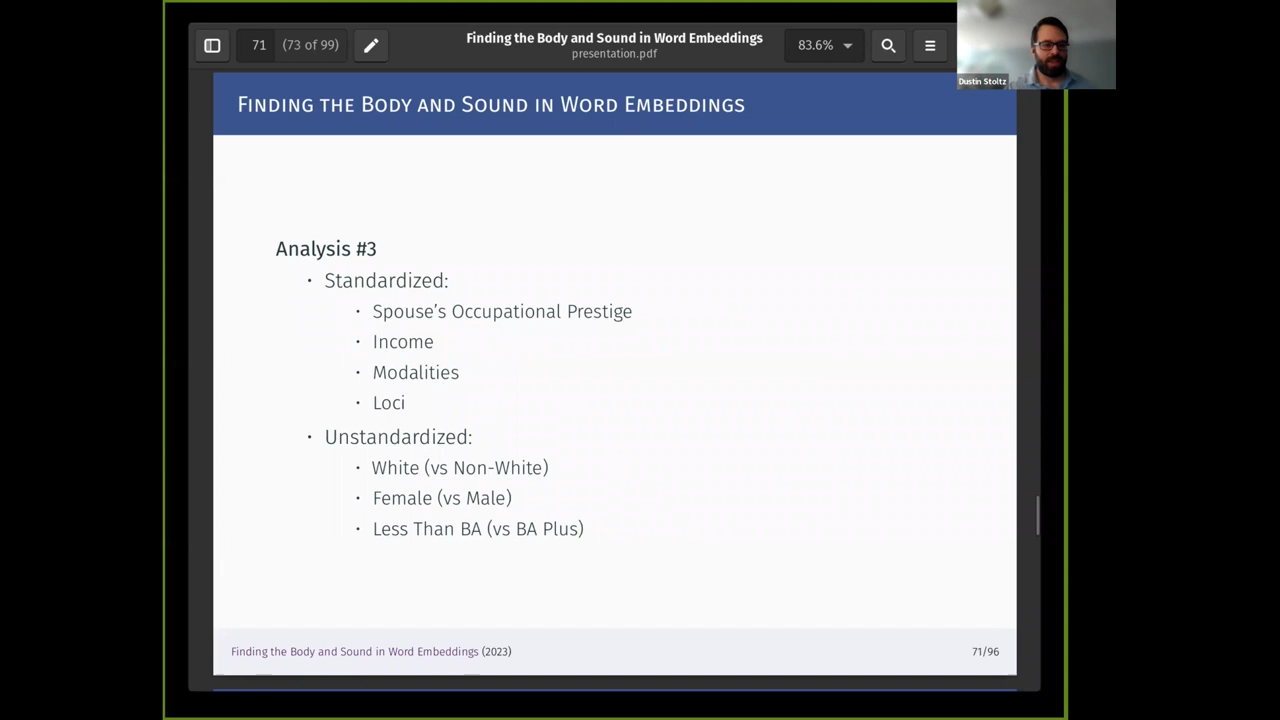 71 (73 of 99)
Finding the Body and Sound in Word Embeddings
presentation.pdf
83.6%
Dustin Stoltz
Finding the Body and Sound in Word Embeddings
Analysis #3
· Standardized:
· Spouse's Occupational Prestige
· Income
· Modalities
· Loci
· Unstandardized:
· White (vs Non-White)
· Female (vs Male)
· Less Than BA (vs BA Plus)
Finding the Body and Sound in Word Embeddings (2023)
71/96